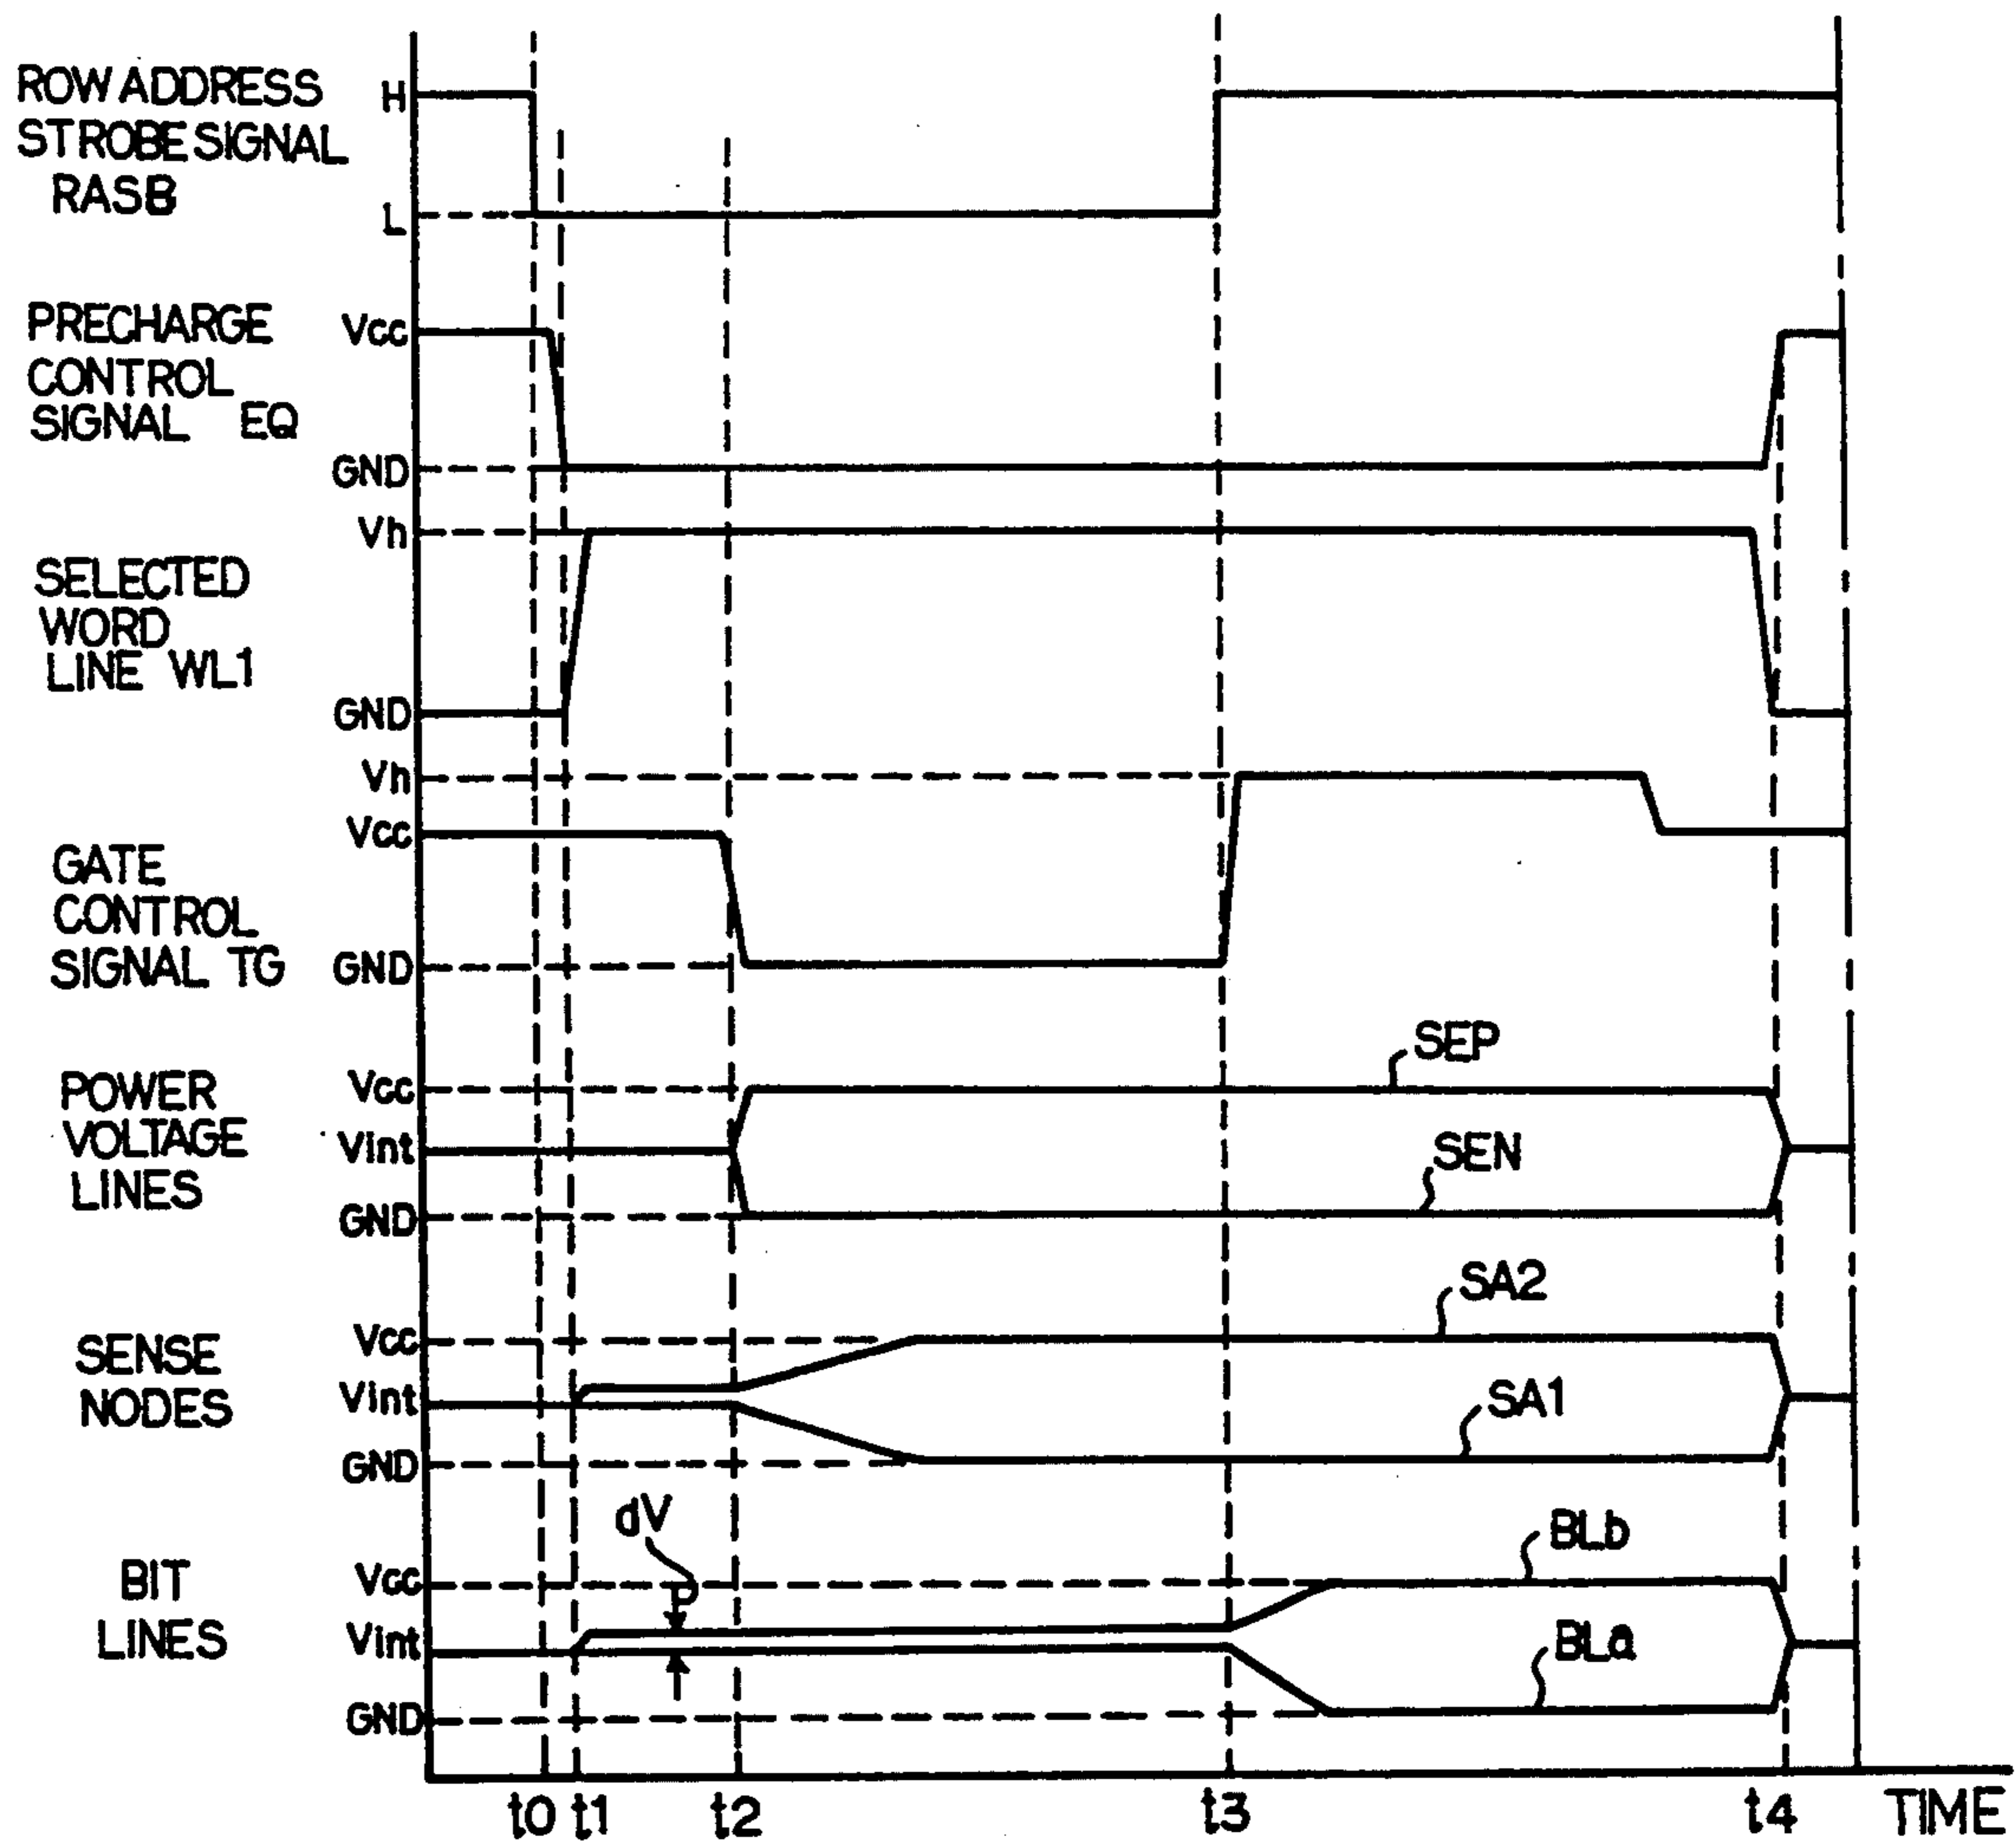 ROW ADDRESS
STROBE SIGNAL
RASB
H
L
PRECHARGE
CONTROL
SIGNAL EQ
Vcc
GND
SELECTED
WORD
LINE WL1
Vh
GND
GATE
CONTROL
SIGNAL TG
Vh
Vcc
GND
POWER
VOLTAGE
LINES
Vcc
Vint
GND
SEP
SEN
SENSE
NODES
Vcc
Vint
GND
SA2
SA1
BIT
LINES
Vcc
Vint
GND
dV
BLb
BLa
t0 t1 t2 t3 t4 TIME